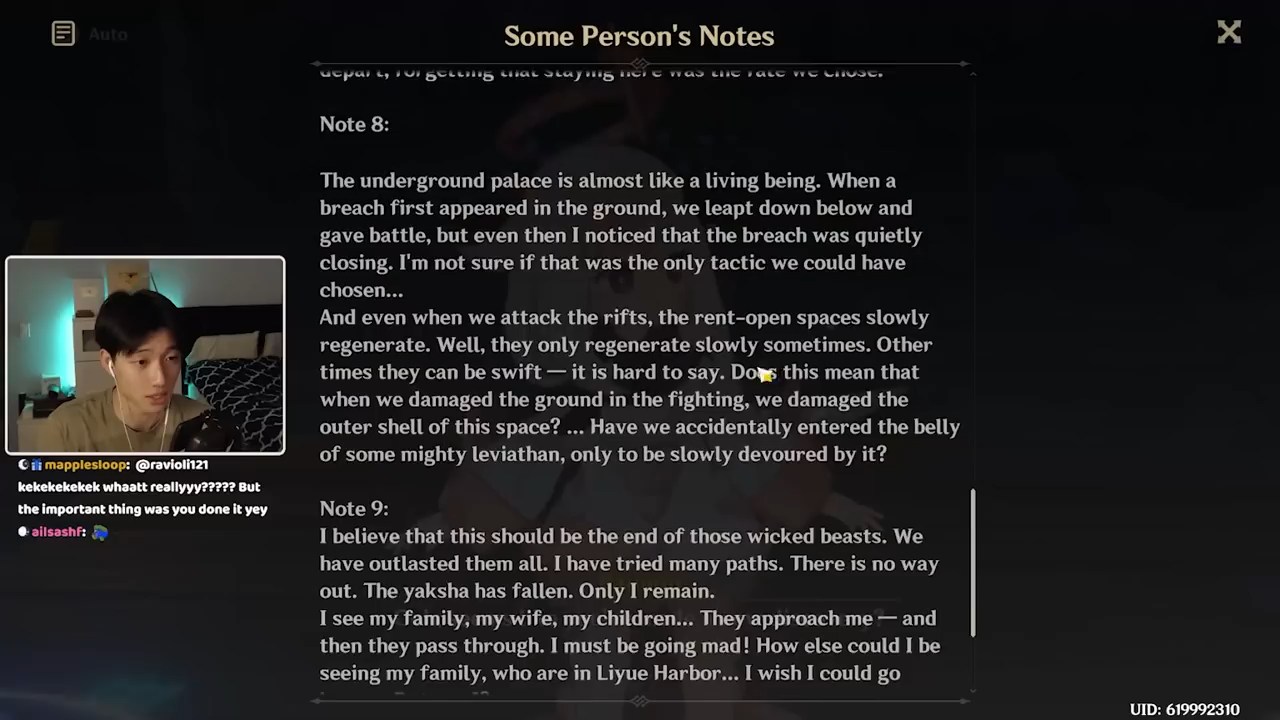 Auto
Some Person's Notes
depart, forgetting that staying here was the fate we chose.
Note 8:
The underground palace is almost like a living being. When a
breach first appeared in the ground, we leapt down below and
gave battle, but even then I noticed that the breach was quietly
closing. I'm not sure if that was the only tactic we could have
chosen...
And even when we attack the rifts, the rent-open spaces slowly
regenerate. Well, they only regenerate slowly sometimes. Other
times they can be swift — it is hard to say. Does this mean that
when we damaged the ground in the fighting, we damaged the
outer shell of this space? ... Have we accidentally entered the belly
of some mighty leviathan, only to be slowly devoured by it?
Note 9:
I believe that this should be the end of those wicked beasts. We
have outlasted them all. I have tried many paths. There is no way
out. The yaksha has fallen. Only I remain.
I see my family, my wife, my children... They approach me — and
then they pass through. I must be going mad! How else could I be
seeing my family, who are in Liyue Harbor... I wish I could go
mapplesloop: @ravioli121
kekekekekek whaatt reallyyy????? But
the important thing was you done it yey
ailsashf:
UID: 619992310